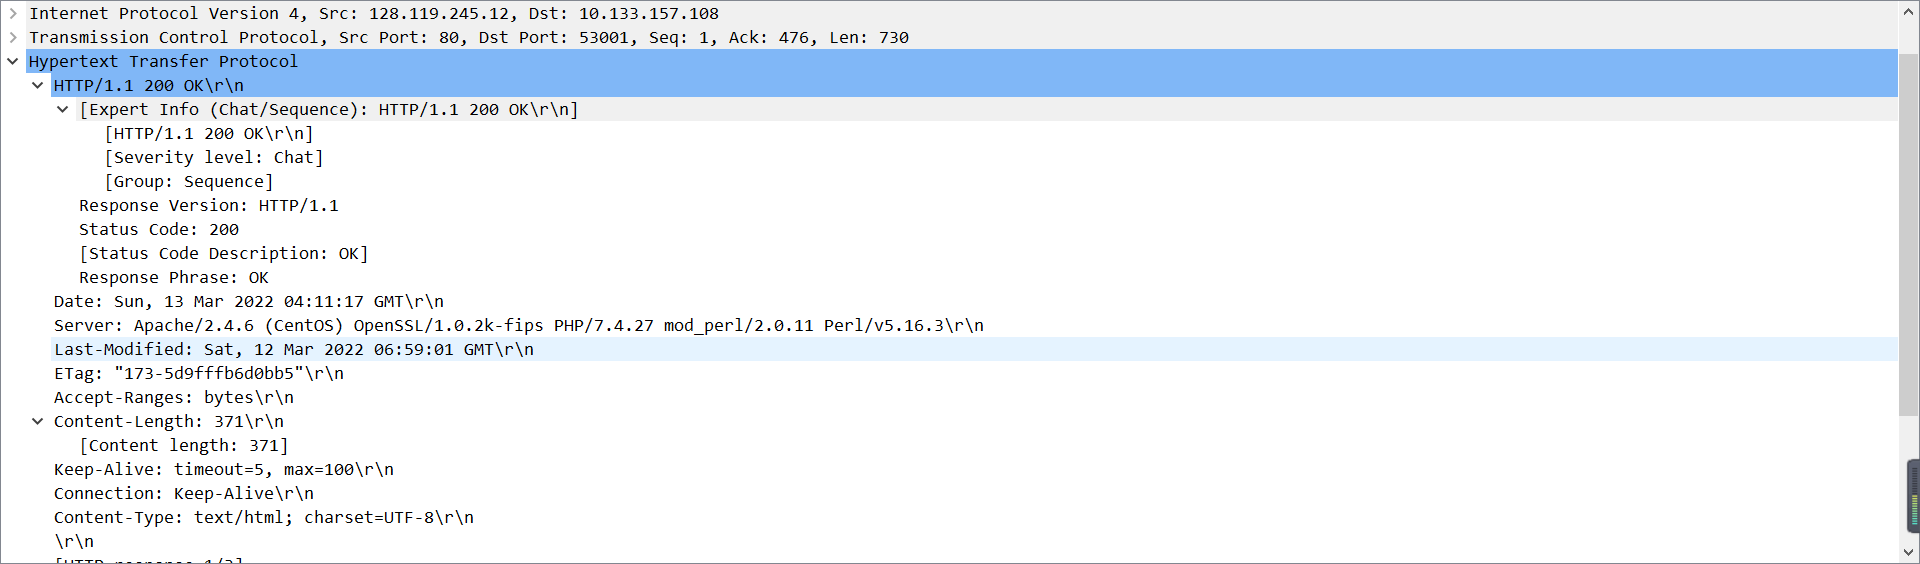 Internet Protocol Version 4, Src: 128.119.245.12, Dst: 10.133.157.108
Transmission Control Protocol, Src Port: 80, Dst Port: 53001, Seq: 1, Ack: 476, Len: 730
Hypertext Transfer Protocol
HTTP/1.1 200 OK\r\n
[Expert Info (Chat/Sequence): HTTP/1.1 200 OK\r\n]
[HTTP/1.1 200 OK\r\n]
[Severity level: Chat]
[Group: Sequence]
Response Version: HTTP/1.1
Status Code: 200
[Status Code Description: OK]
Response Phrase: OK
Date: Sun, 13 Mar 2022 04:11:17 GMT\r\n
Server: Apache/2.4.6 (CentOS) OpenSSL/1.0.2k-fips PHP/7.4.27 mod_perl/2.0.11 Perl/v5.16.3\r\n
Last-Modified: Sat, 12 Mar 2022 06:59:01 GMT\r\n
ETag: "173-5d9fffb6d0bb5"\r\n
Accept-Ranges: bytes\r\n
Content-Length: 371\r\n
[Content length: 371]
Keep-Alive: timeout=5, max=100\r\n
Connection: Keep-Alive\r\n
Content-Type: text/html; charset=UTF-8\r\n
\r\n
[HTTP response